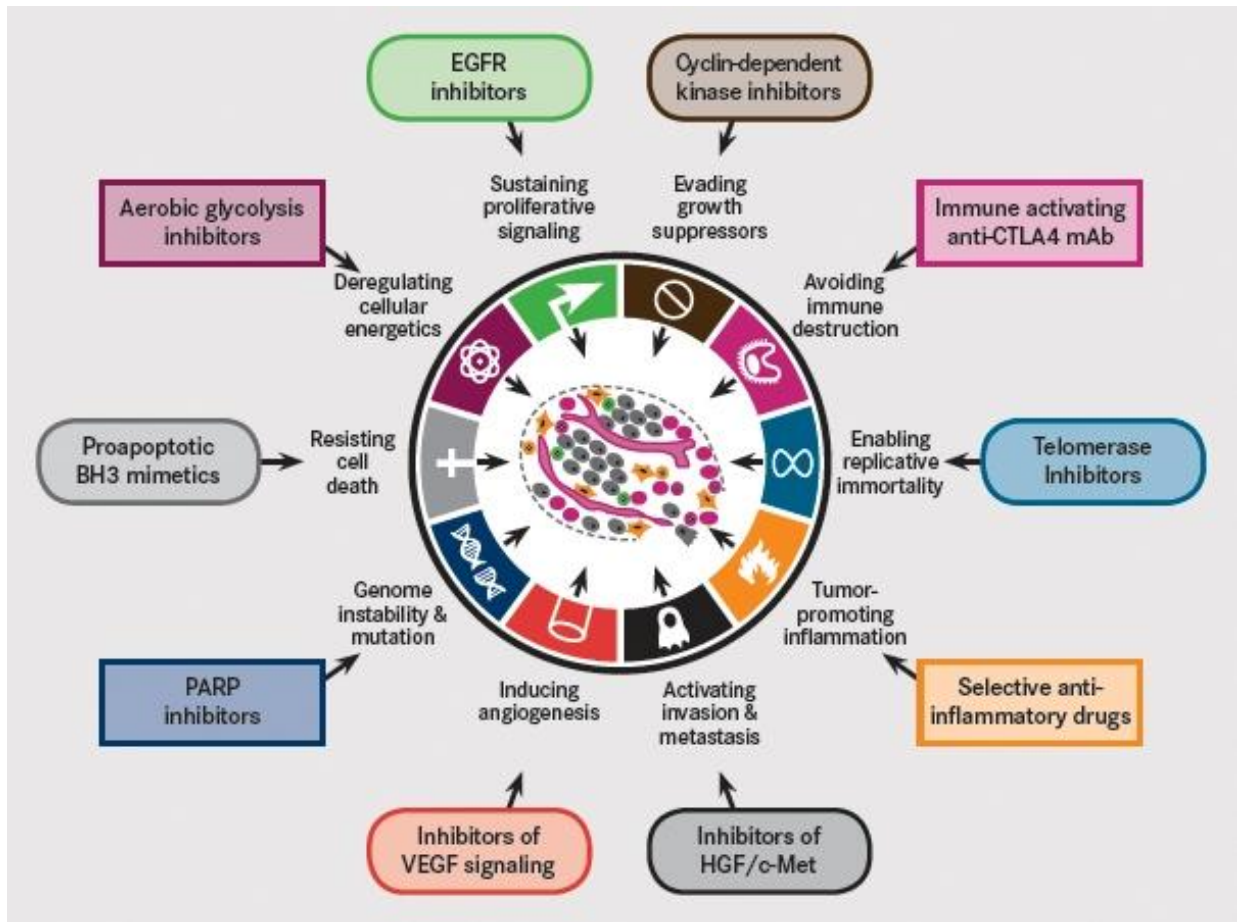 EGFR
inhibitors
Cyclin-dependent
kinase inhibitors
Sustaining
proliferative
signaling
Evading
growth
suppressors
Aerobic glycolysis
inhibitors
Immune activating
anti-CTLA4 mAb
Deregulating
cellular
energetics
Avoiding
immune
destruction
Proapoptotic
BH3 mimetics
Resisting
cell
death
Enabling
replicative
immortality
Telomerase
Inhibitors
Genome
instability &
mutation
Tumor-
promoting
inflammation
PARP
inhibitors
Inducing
angiogenesis
Activating
invasion &
metastasis
Selective anti-
inflammatory drugs
Inhibitors of
VEGF signaling
Inhibitors of
HGF/c-Met